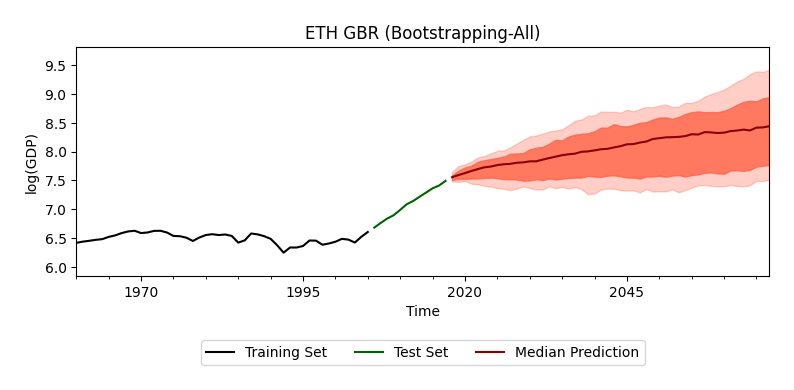 ETH GBR (Bootstrapping-All)
log(GDP)
9.5
9.0
8.5
8.0
7.5
7.0
6.5
6.0
1970 1995 2020 2045
Time
Training Set Test Set Median Prediction